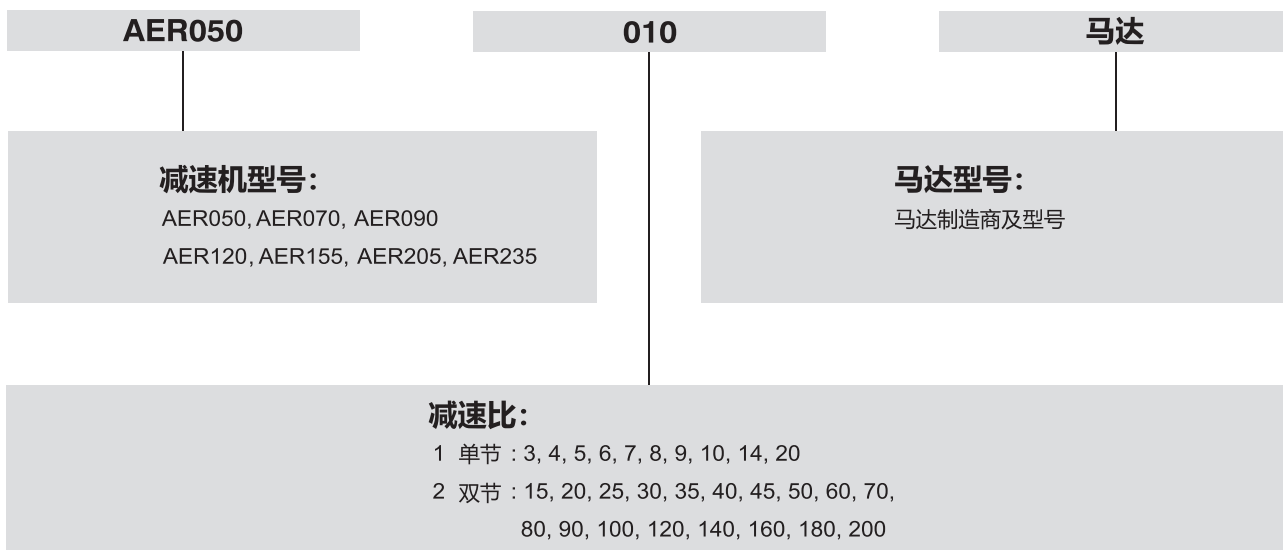 AER050
010
马达
减速机型号：
AER050, AER070, AER090
AER120, AER155, AER205, AER235
马达型号：
马达制造商及型号
减速比：
1 单节 : 3, 4, 5, 6, 7, 8, 9, 10, 14, 20
2 双节 : 15, 20, 25, 30, 35, 40, 45, 50, 60, 70,
80, 90, 100, 120, 140, 160, 180, 200